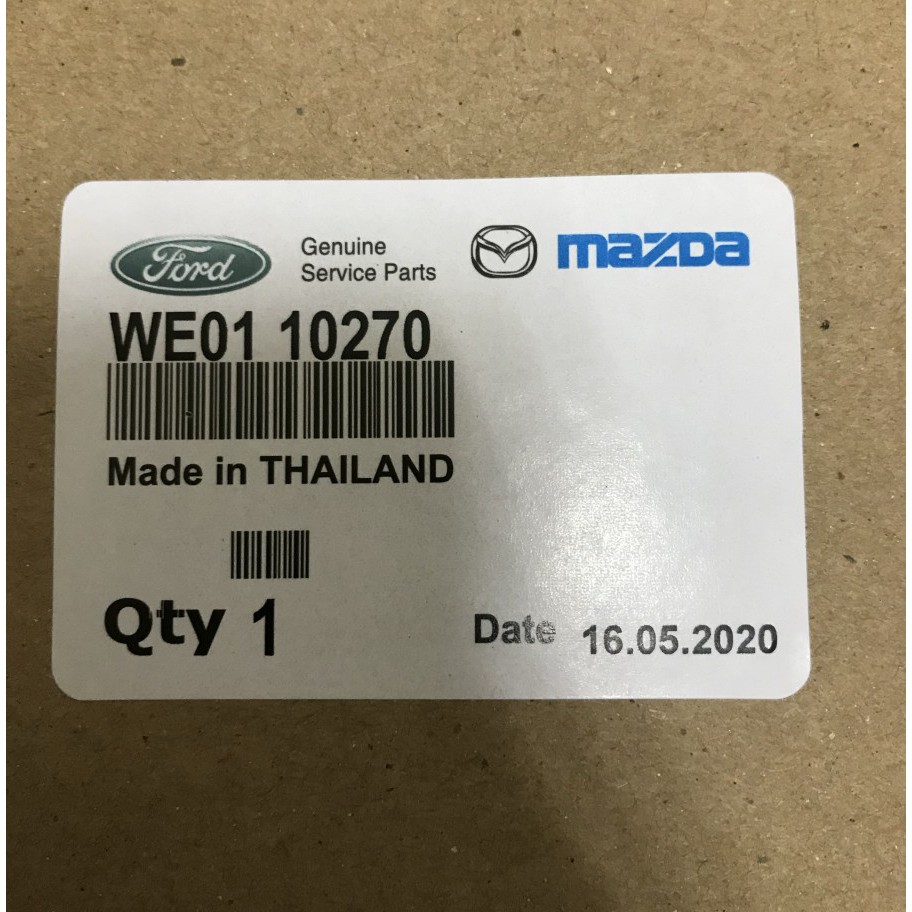 Ford
Genuine
Service Parts
mazda
WE01 10270
Made in THAILAND
Qty 1
Date 16.05.2020